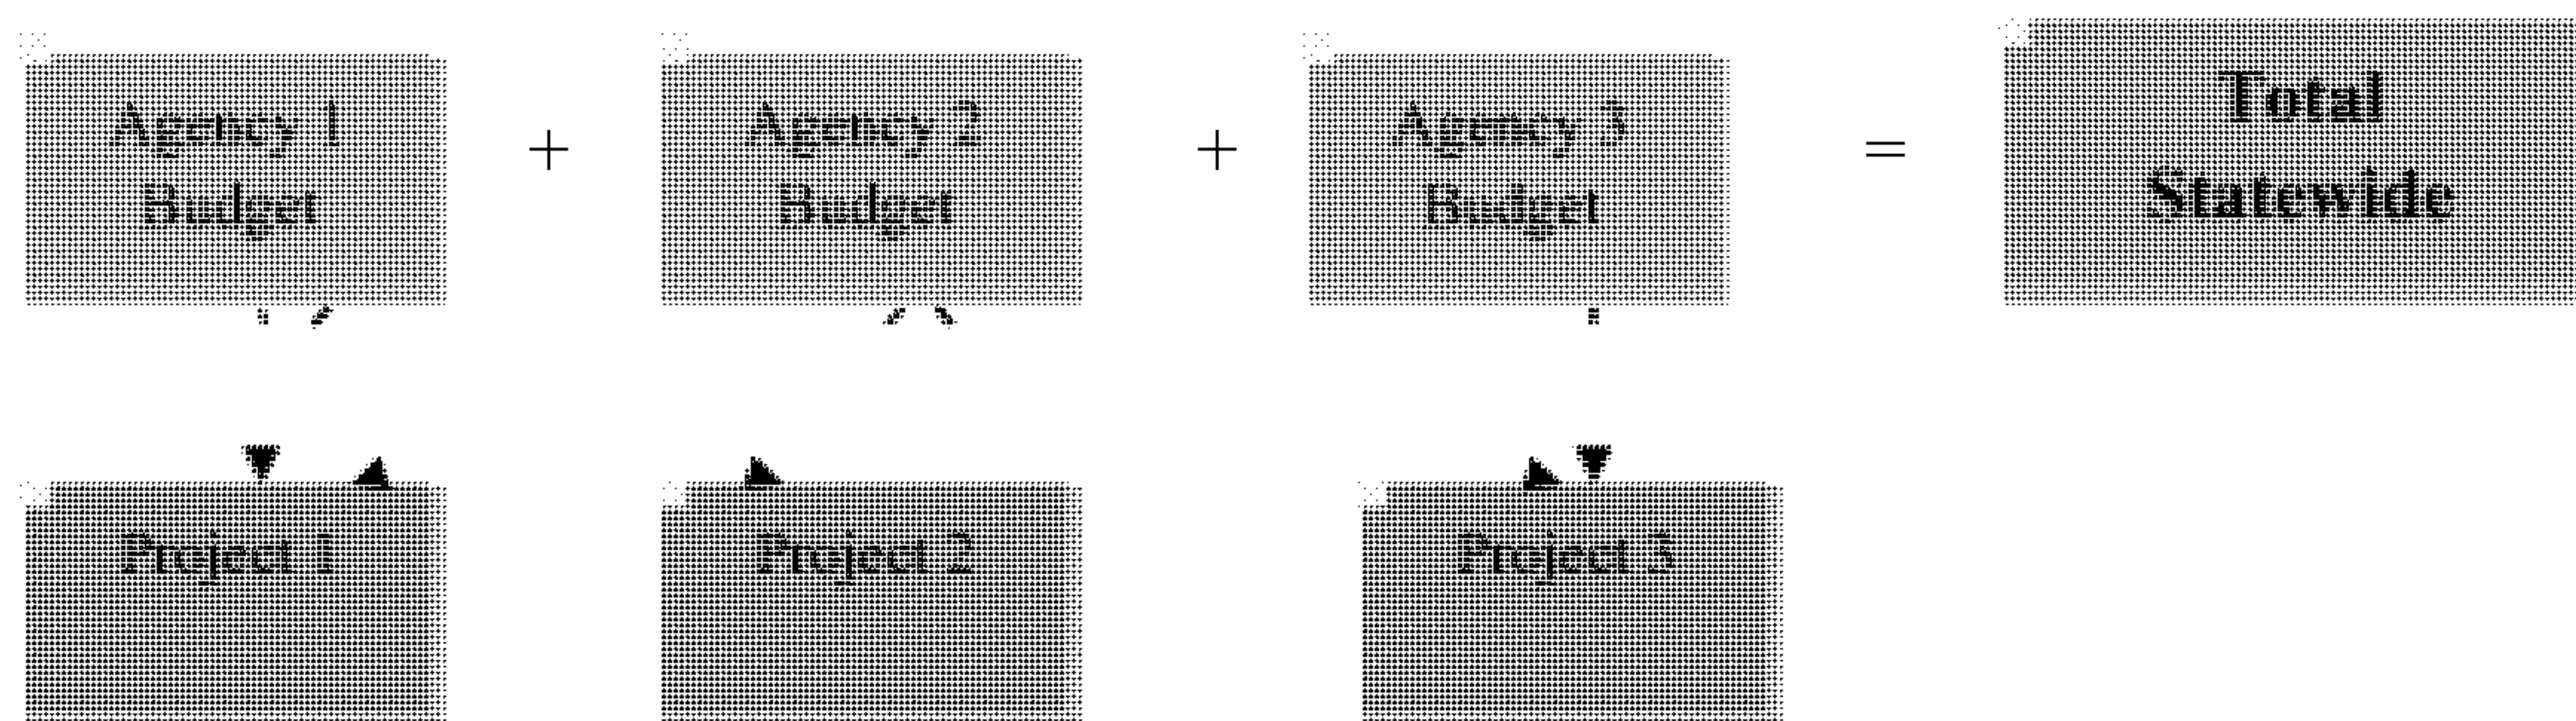 Agency 1
Budget
+
Agency 2
Budget
+
Agency 3
Budget
=
Total
Statewide
Project 1
Project 2
Project 3